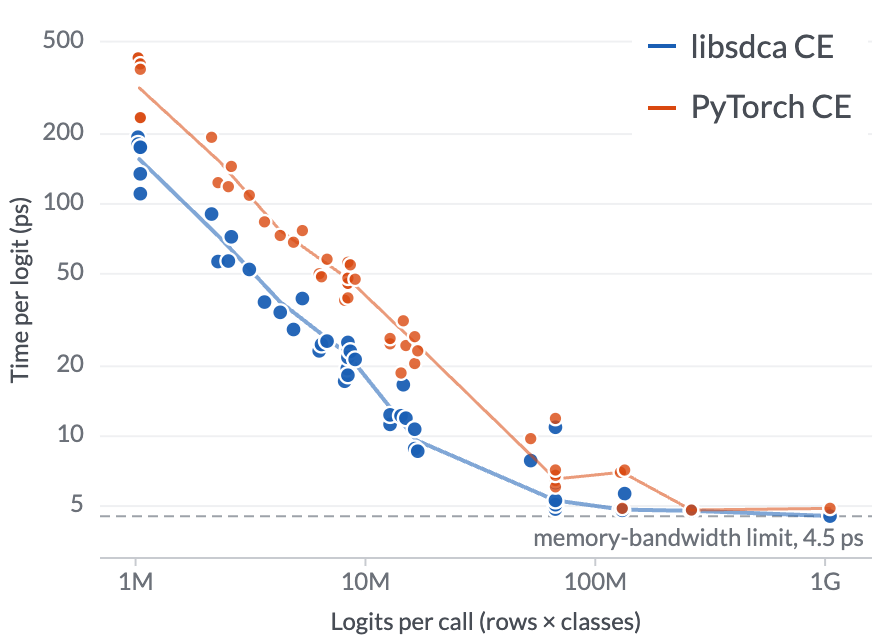 libsdca CE
PyTorch CE
Time per logit (ps)
500
200
100
50
20
10
5
memory-bandwidth limit, 4.5 ps
1M
10M
100M
1G
Logits per call (rows × classes)